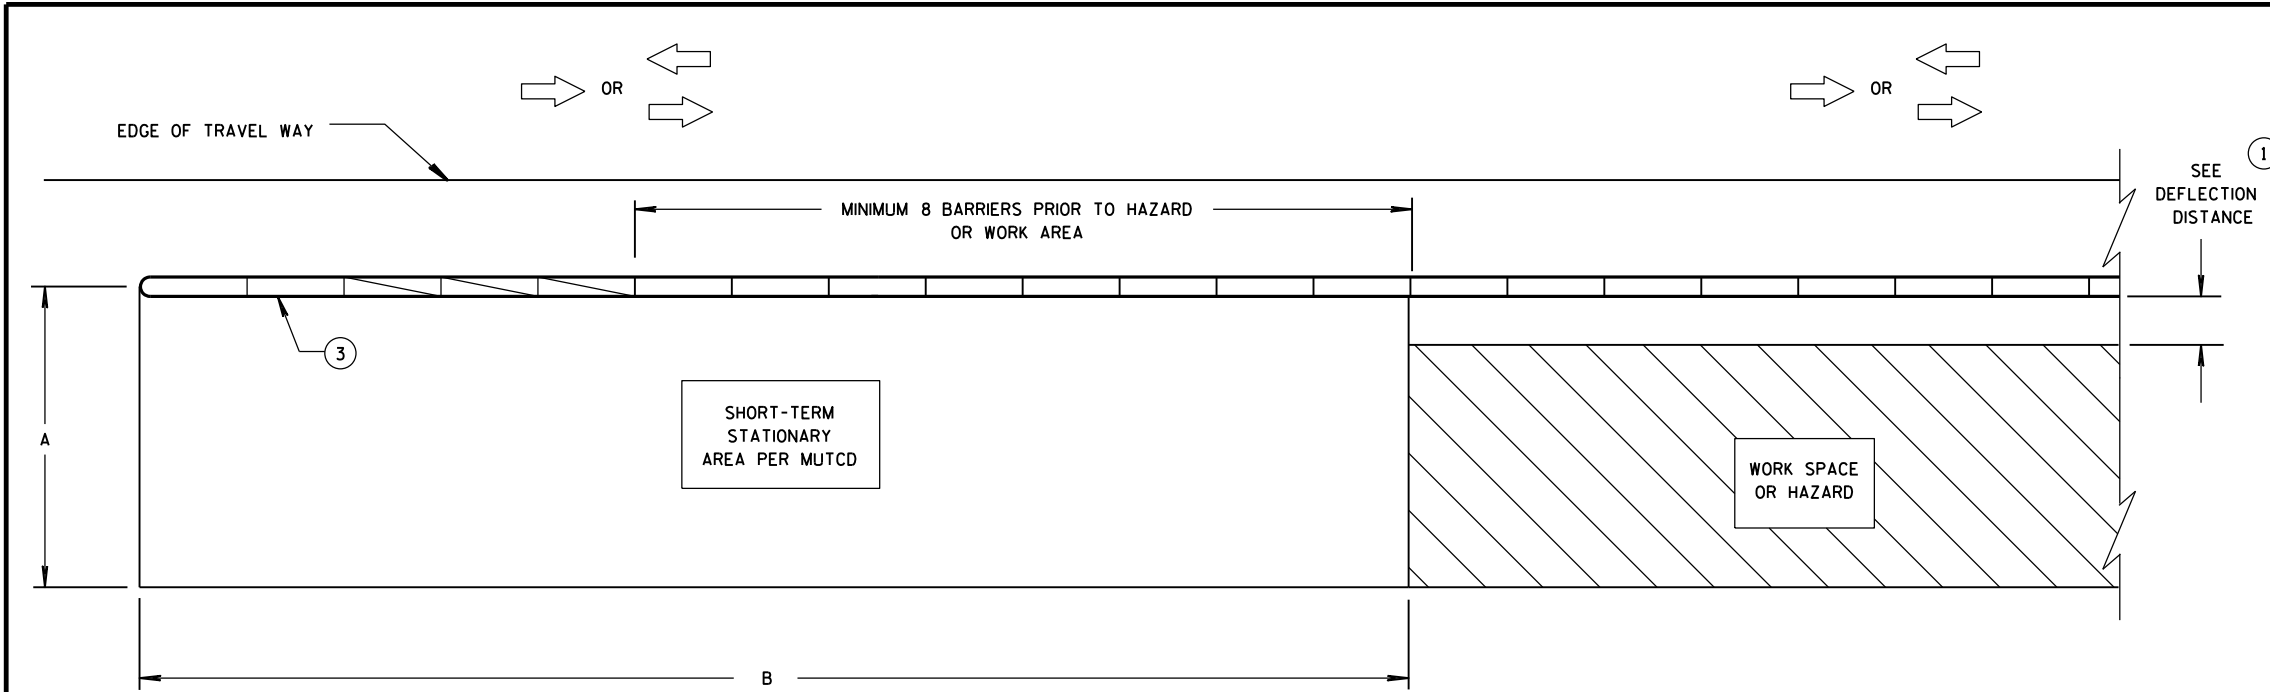 OR
OR
EDGE OF TRAVEL WAY
1
SEE
DEFLECTION
DISTANCE
MINIMUM 8 BARRIERS PRIOR TO HAZARD
OR WORK AREA
3
A
SHORT-TERM
STATIONARY
AREA PER MUTCD
WORK SPACE
OR HAZARD
B